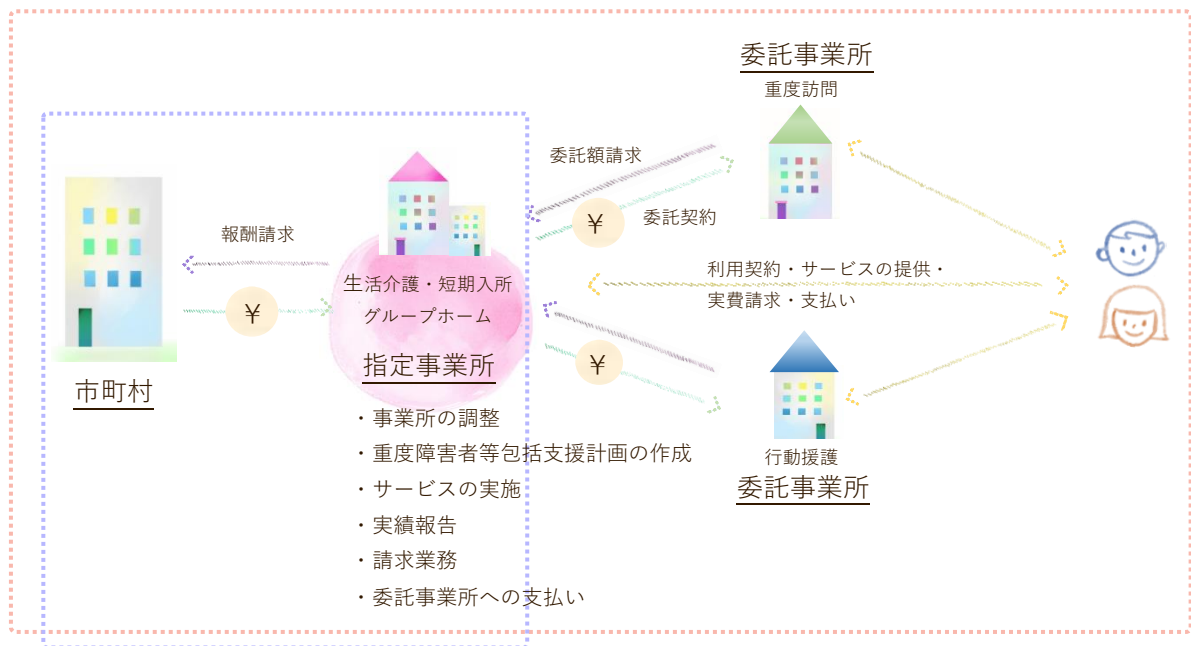 委託事業所
重度訪問
委託額請求
委託契約
報酬請求
¥
¥
生活介護・短期入所
グループホーム
指定事業所
利用契約・サービスの提供・
実費請求・支払い
¥
市町村
行動援護
委託事業所
・事業所の調整
・重度障害者等包括支援計画の作成
・サービスの実施
・実績報告
・請求業務
・委託事業所への支払い